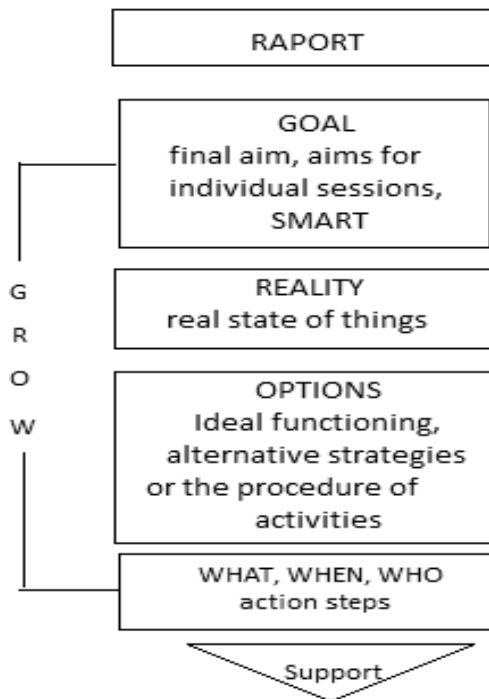 RAPORT
GOAL
final aim, aims for
individual sessions,
SMART
G
R
O
W
REALITY
real state of things
OPTIONS
Ideal functioning,
alternative strategies
or the procedure of
activities
WHAT, WHEN, WHO
action steps
Support